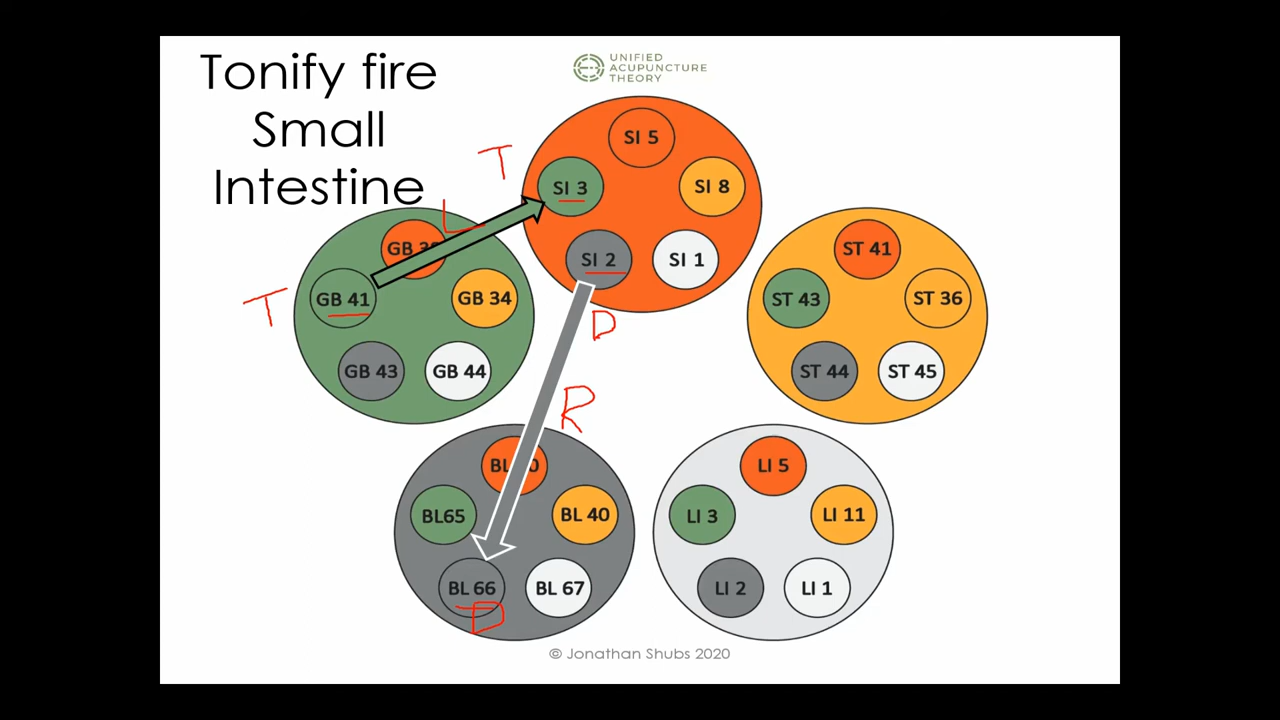 Tonify fire
Small
Intestine
UNIFIED
ACUPUNCTURE
THEORY
SI 5
SI 3
SI 8
SI 2
SI 1
T
L
GB 41
GB 34
GB 43
GB 44
T
ST 41
ST 43
ST 36
ST 44
ST 45
D
R
BL65
BL 40
BL 66
BL 67
D
LI 5
LI 3
LI 11
LI 2
LI 1
© Jonathan Shubs 2020